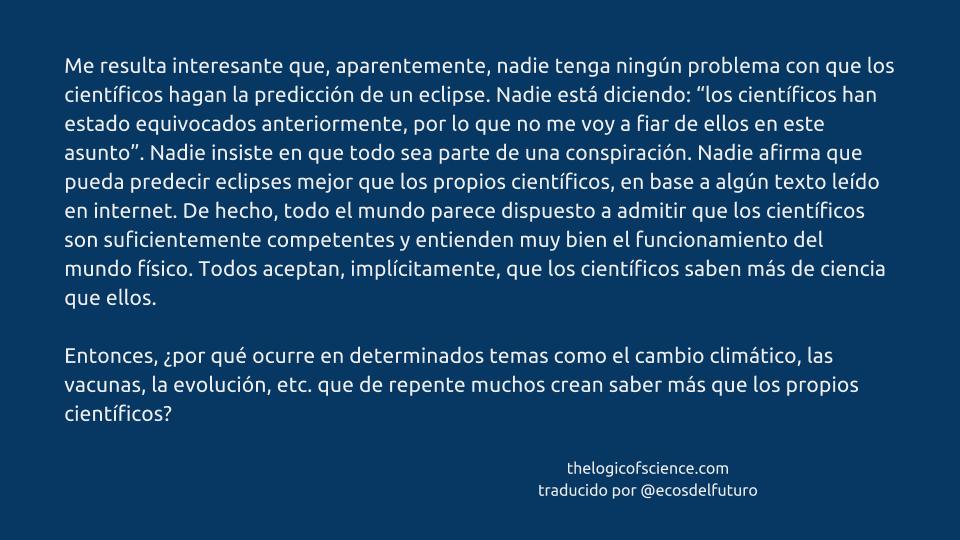 Me resulta interesante que, aparentemente, nadie tenga ningún problema con que los
científicos hagan la predicción de un eclipse. Nadie está diciendo: “los científicos han
estado equivocados anteriormente, por lo que no me voy a fiar de ellos en este
asunto”. Nadie insiste en que todo sea parte de una conspiración. Nadie afirma que
pueda predecir eclipses mejor que los propios científicos, en base a algún texto leído
en internet. De hecho, todo el mundo parece dispuesto a admitir que los científicos
son suficientemente competentes y entienden muy bien el funcionamiento del
mundo físico. Todos aceptan, implícitamente, que los científicos saben más de ciencia
que ellos.
Entonces, ¿por qué ocurre en determinados temas como el cambio climático, las
vacunas, la evolución, etc. que de repente muchos crean saber más que los propios
científicos?
thelogicofscience.com
traducido por @ecosdelfuturo